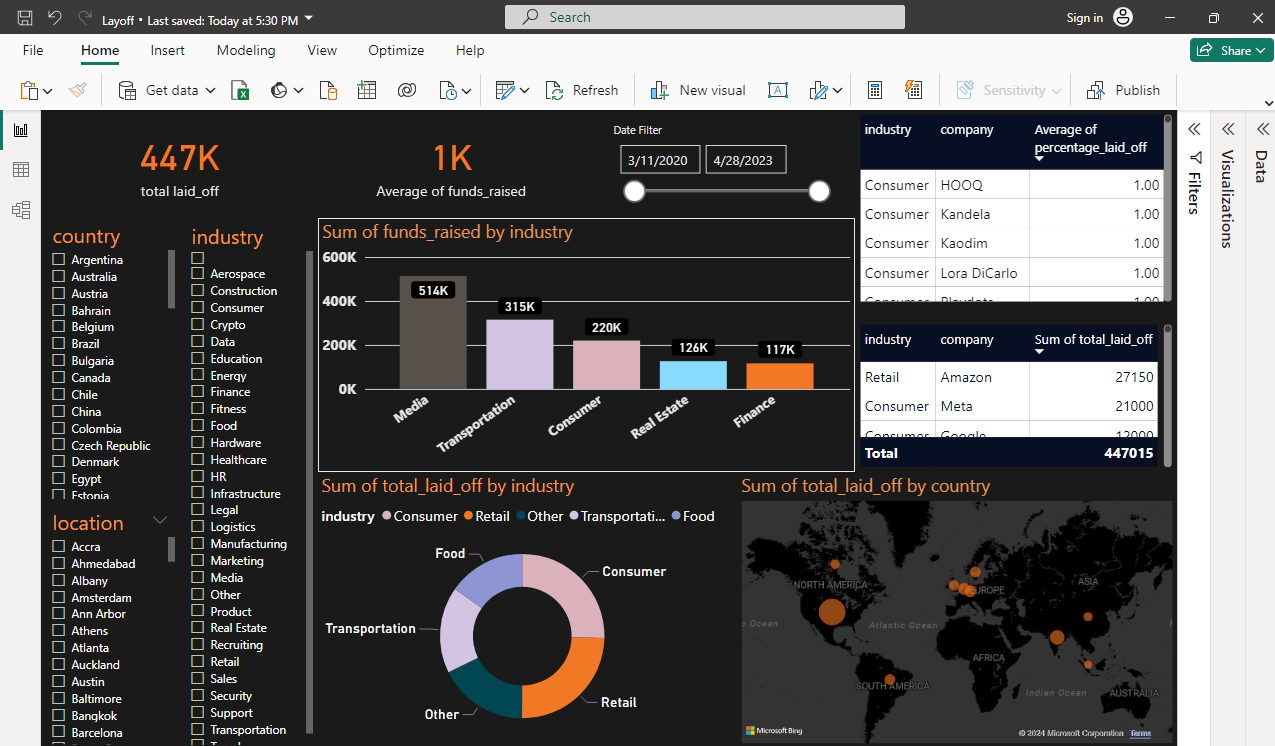 Layoff • Last saved: Today at 5:30 PM
Search
Sign in
File Home Insert Modeling View Optimize Help
Share
Get data
Refresh
New visual
Sensitivity
Publish
447K
total laid_off
1K
Average of funds_raised
Date Filter
3/11/2020 4/28/2023
industry company Average of percentage_laid_off
Consumer HOOQ 1.00
Consumer Kandela 1.00
Consumer Kaodim 1.00
Consumer Lora DiCarlo 1.00
Consumer Playdots 1.00
Filters
Visualizations
Data
country
Argentina
Australia
Austria
Bahrain
Belgium
Brazil
Bulgaria
Canada
Chile
China
Colombia
Czech Republic
Denmark
Egypt
Estonia
location
Accra
Ahmedabad
Albany
Amsterdam
Ann Arbor
Athens
Atlanta
Auckland
Austin
Baltimore
Bangkok
Barcelona
industry
Aerospace
Construction
Consumer
Crypto
Data
Education
Energy
Finance
Fitness
Food
Hardware
Healthcare
HR
Infrastructure
Legal
Logistics
Manufacturing
Marketing
Media
Other
Product
Real Estate
Recruiting
Retail
Sales
Security
Support
Transportation
Sum of funds_raised by industry
600K
400K
200K
0K
514K
315K
220K
126K
117K
Media
Transportation
Consumer
Real Estate
Finance
industry company Sum of total_laid_off
Retail Amazon 27150
Consumer Meta 21000
Consumer Google 12000
Total 447015
Sum of total_laid_off by industry
industry Consumer Retail Other Transportati... Food
Food
Consumer
Transportation
Other
Retail
Sum of total_laid_off by country
NORTH AMERICA
EUROPE
ASIA
c Ocean
Atlantic Ocean
AFRICA
SOUTH AMERICA
Indian Ocean
AUSTRALIA
Microsoft Bing
© 2024 Microsoft Corporation Terms